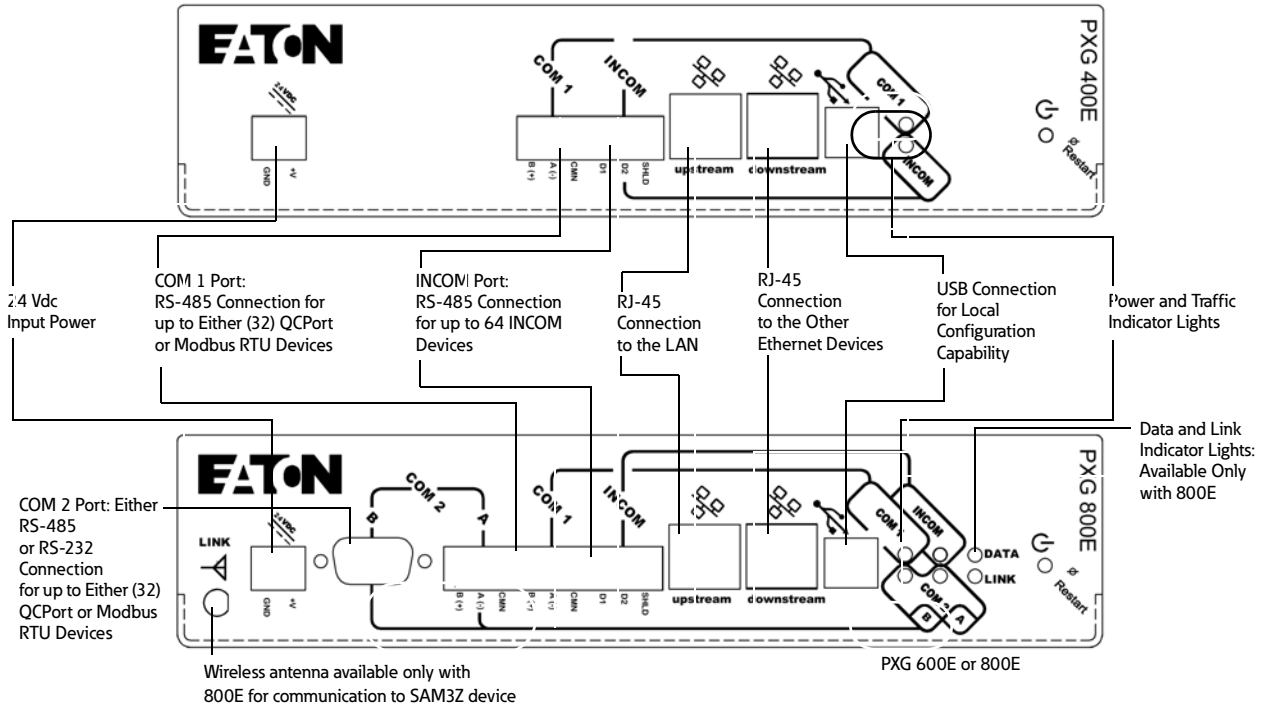 EATON
PXG 400E
24VDC
GND
+V
COM 1
INCOM
COM 1
INCOM
B (+)
A (-)
CMN
D1
D2
SHLD
upstream
downstream
Restart
24 Vdc
Input Power
COM 1 Port:
RS-485 Connection for
up to Either (32) QCPort
or Modbus RTU Devices
INCOM Port:
RS-485 Connection
for up to 64 INCOM
Devices
RJ-45
Connection
to the LAN
RJ-45
Connection
to the Other
Ethernet Devices
USB Connection
for Local
Configuration
Capability
Power and Traffic
Indicator Lights
Data and Link
Indicator Lights:
Available Only
with 800E
EATON
PXG 800E
COM 2 Port: Either
RS-485
or RS-232
Connection
for up to Either (32)
QCPort or Modbus
RTU Devices
LINK
24VDC
GND
+V
COM 2
B
A
COM 1
INCOM
B (+)
A (-)
CMN
B (+)
A (-)
CMN
D1
D2
SHLD
upstream
downstream
COM 1
INCOM
DATA
LINK
COM 2
B
A
Restart
Wireless antenna available only with
800E for communication to SAM3Z device
PXG 600E or 800E